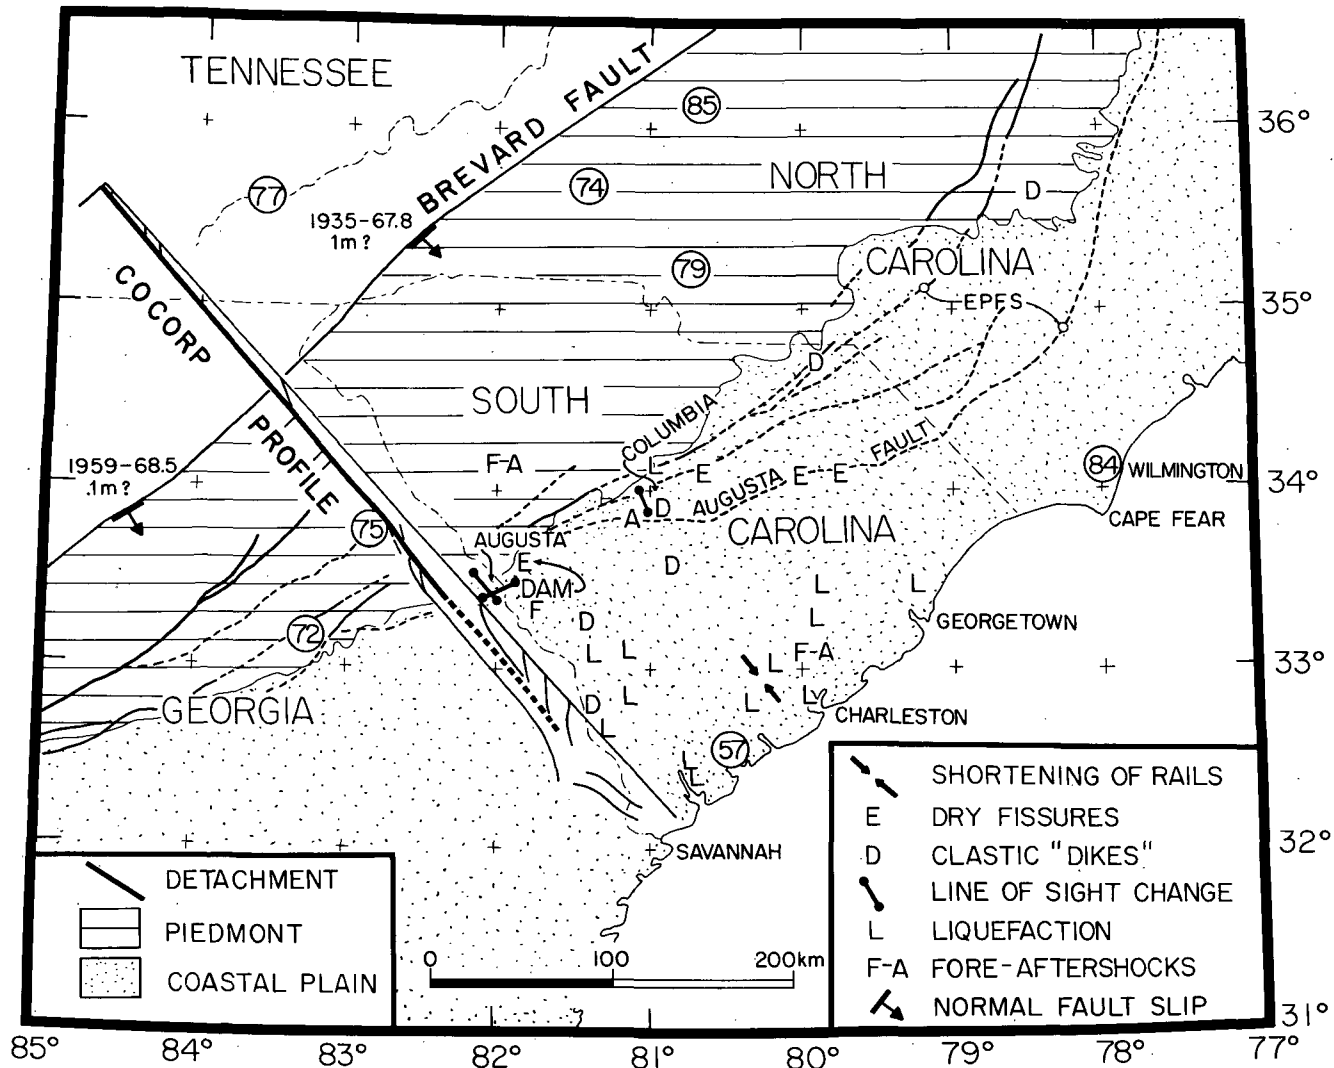 TENNESSEE
BREVARD FAULT
85
36°
77
74
NORTH
D
1935-67.8
1m?
79
CAROLINA
EPFS
35°
COCORP PROFILE
D
SOUTH
COLUMBIA
F-A
L
E
AUGUSTA FAULT
E
E
84
WILMINGTON
34°
1959-68.5
.1m?
D
A
CAPE FEAR
75
AUGUSTA
CAROLINA
E
DAM
F
D
L
L
72
D
L
GEORGETOWN
L
L
L
F-A
33°
GEORGIA
D
L
L
L
L
CHARLESTON
57
L
L
32°
SAVANNAH
DETACHMENT
PIEDMONT
COASTAL PLAIN
0 100 200km
SHORTENING OF RAILS
E DRY FISSURES
D CLASTIC "DIKES"
LINE OF SIGHT CHANGE
L LIQUEFACTION
F-A FORE-AFTERSHOCKS
NORMAL FAULT SLIP
31°
85° 84° 83° 82° 81° 80° 79° 78° 77°